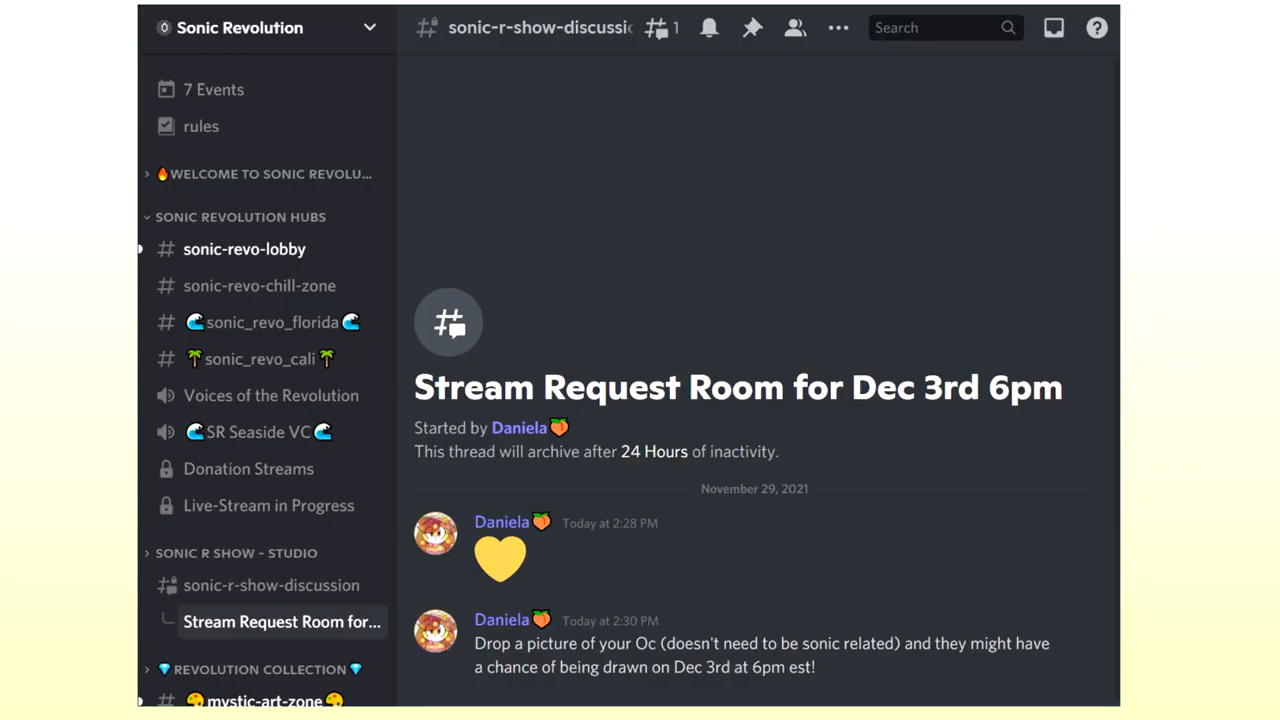 Sonic Revolution
7 Events
rules
🔥WELCOME TO SONIC REVOLU...
SONIC REVOLUTION HUBS
sonic-revo-lobby
sonic-revo-chill-zone
🌊sonic_revo_florida🌊
🌴sonic_revo_cali🌴
Voices of the Revolution
🌊SR Seaside VC🌊
Donation Streams
Live-Stream in Progress
SONIC R SHOW - STUDIO
sonic-r-show-discussion
Stream Request Room for...
💎REVOLUTION COLLECTION💎
🎨mystic-art-zone🎨
sonic-r-show-discussi
1
Search
Stream Request Room for Dec 3rd 6pm
Started by Daniela🍑
This thread will archive after 24 Hours of inactivity.
November 29, 2021
Daniela🍑 Today at 2:28 PM
💛
Daniela🍑 Today at 2:30 PM
Drop a picture of your Oc (doesn't need to be sonic related) and they might have
a chance of being drawn on Dec 3rd at 6pm est!